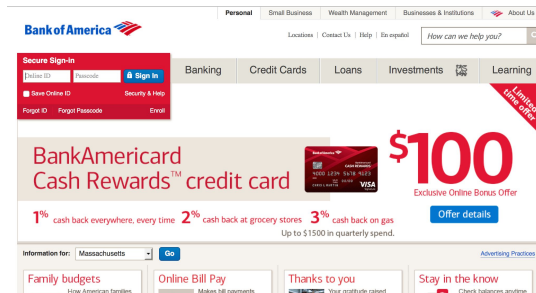 Personal Small Business Wealth Management Businesses & Institutions About Us
Bank of America
Locations Contact Us Help En español
How can we help you?
Secure Sign-in
Online ID Passcode Sign In
Save Online ID Security & Help
Forgot ID Forgot Passcode Enroll
Banking Credit Cards Loans Investments Learning
Limited time offer
BankAmericard
Cash Rewards™ credit card
4000 1234 5678 9123
VISA
$100
Exclusive Online Bonus Offer
Offer details
1% cash back everywhere, every time 2% cash back at grocery stores 3% cash back on gas
Up to $1500 in quarterly spend.
Information for: Massachusetts Go
Advertising Practices
Family budgets Online Bill Pay Thanks to you Stay in the know
How American families Makes bill payments Your gratitude raised Check balances anytime